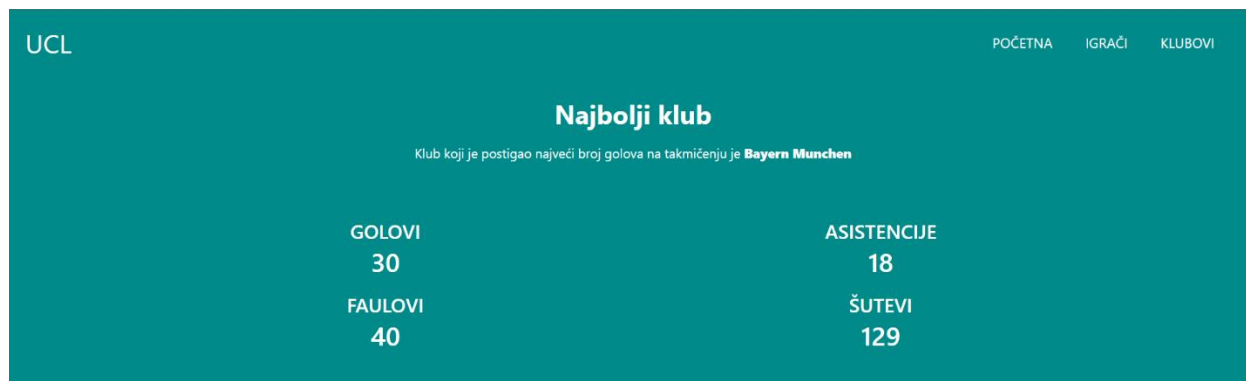 UCL
POČETNA IGRAČI KLUBOVI
Najbolji klub
Klub koji je postigao najveći broj golova na takmičenju je Bayern Munchen
GOLOVI ASISTENCIJE
30 18
FAULOVI ŠUTEVI
40 129